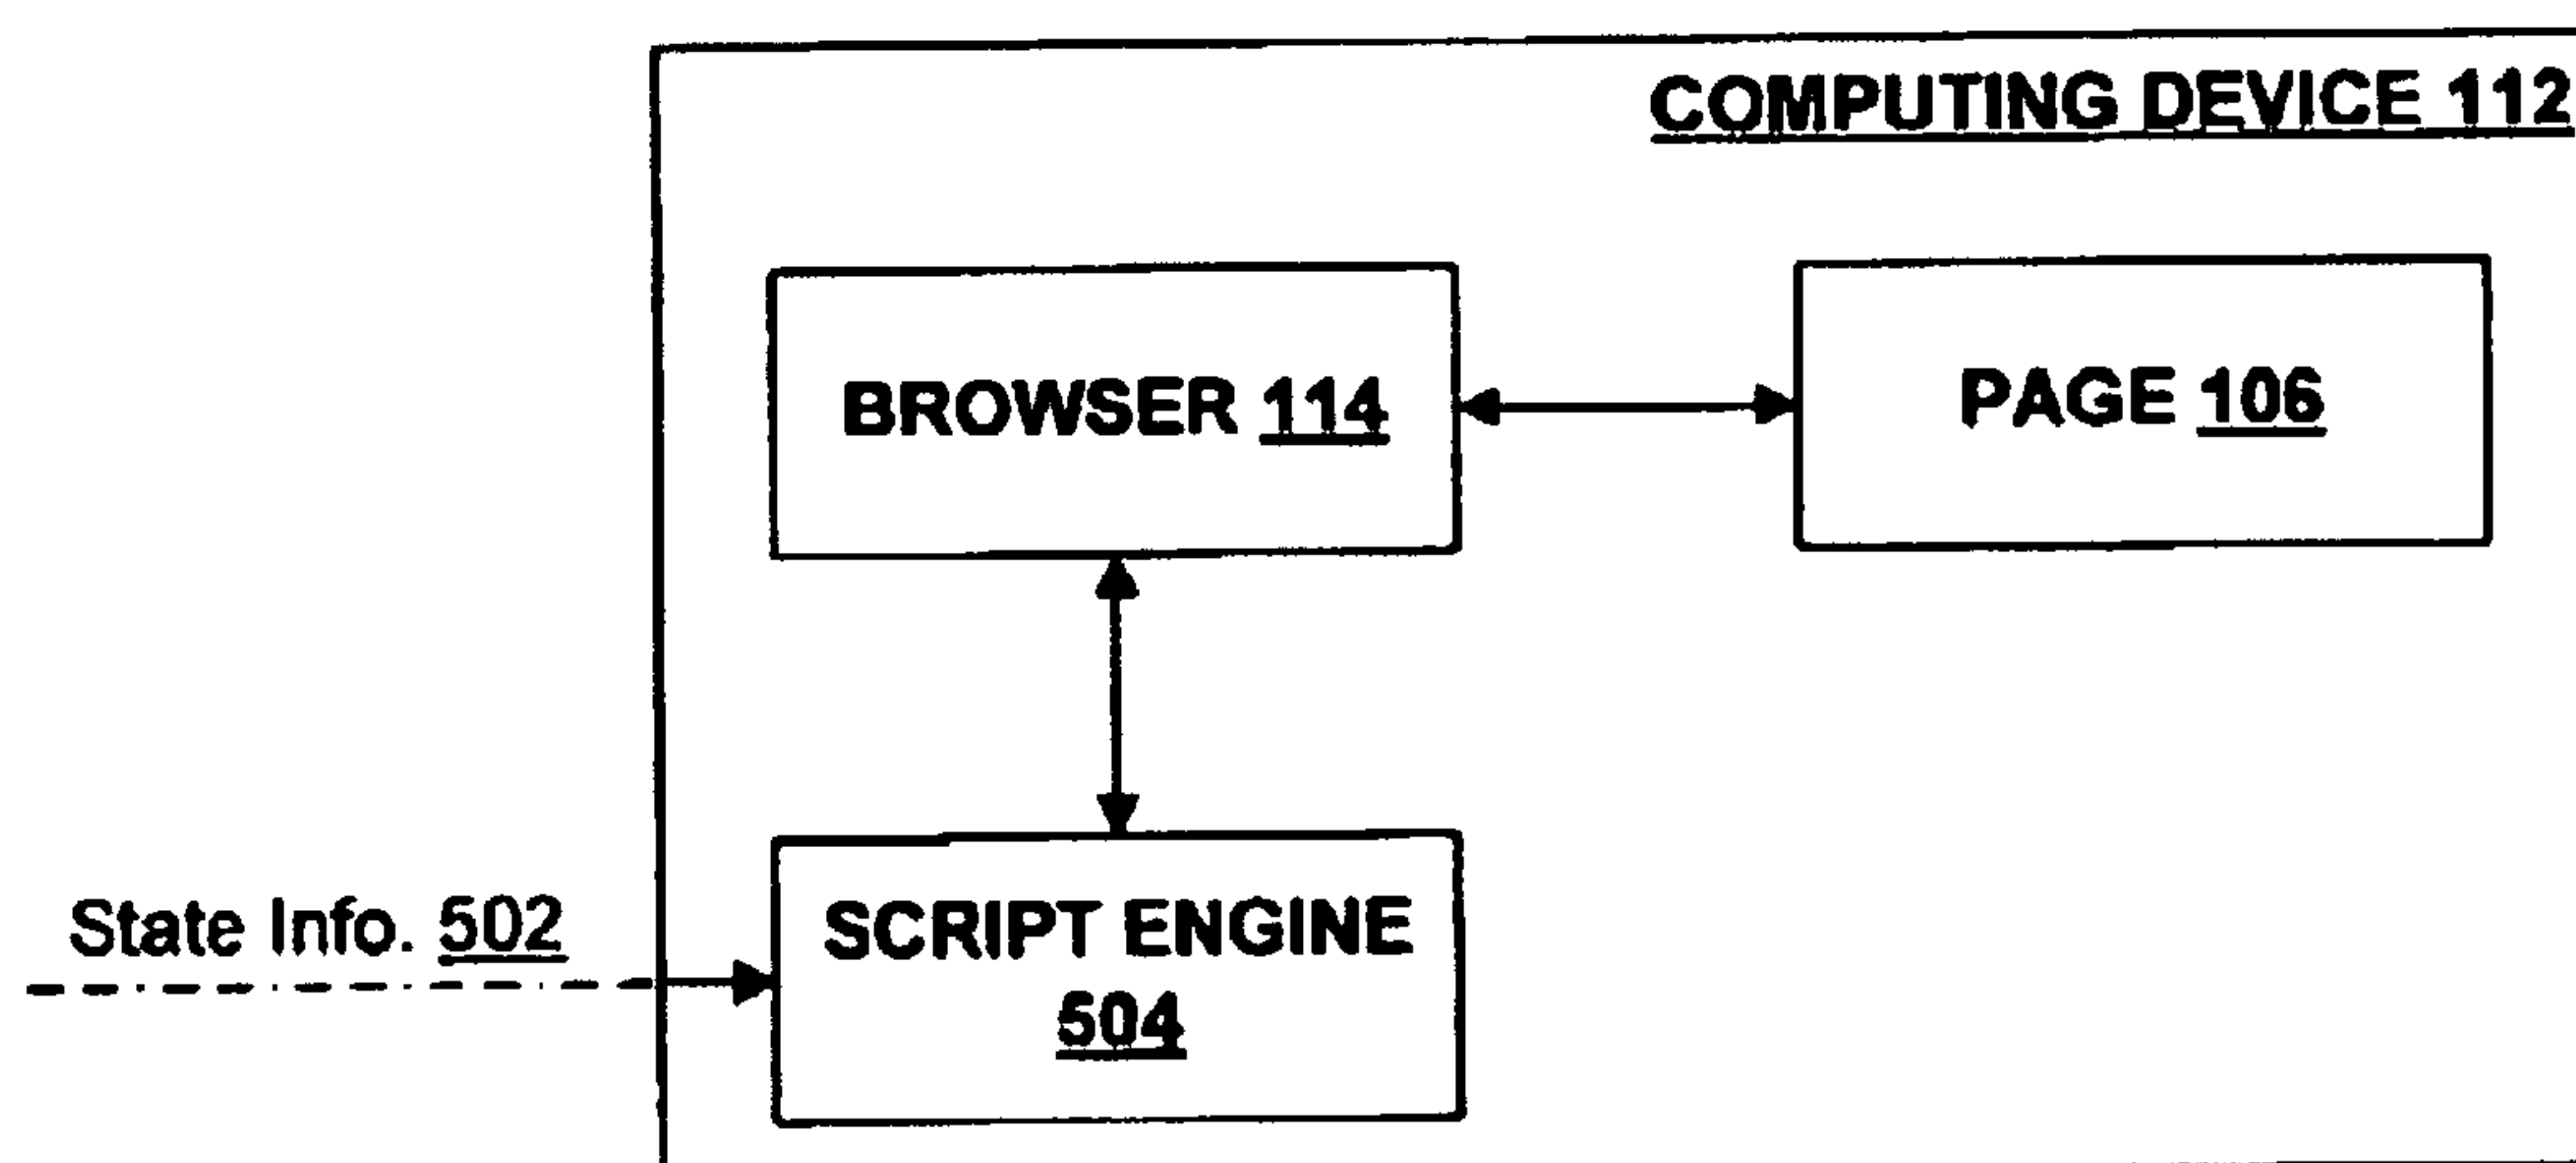 COMPUTING DEVICE 112
BROWSER 114
PAGE 106
State Info. 502
SCRIPT ENGINE
504